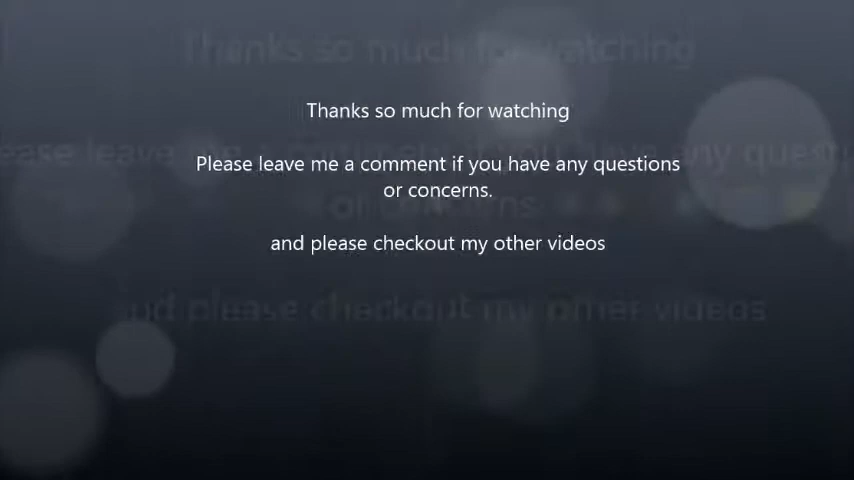 Thanks so much for watching
Please leave me a comment if you have any questions
or concerns.
and please checkout my other videos